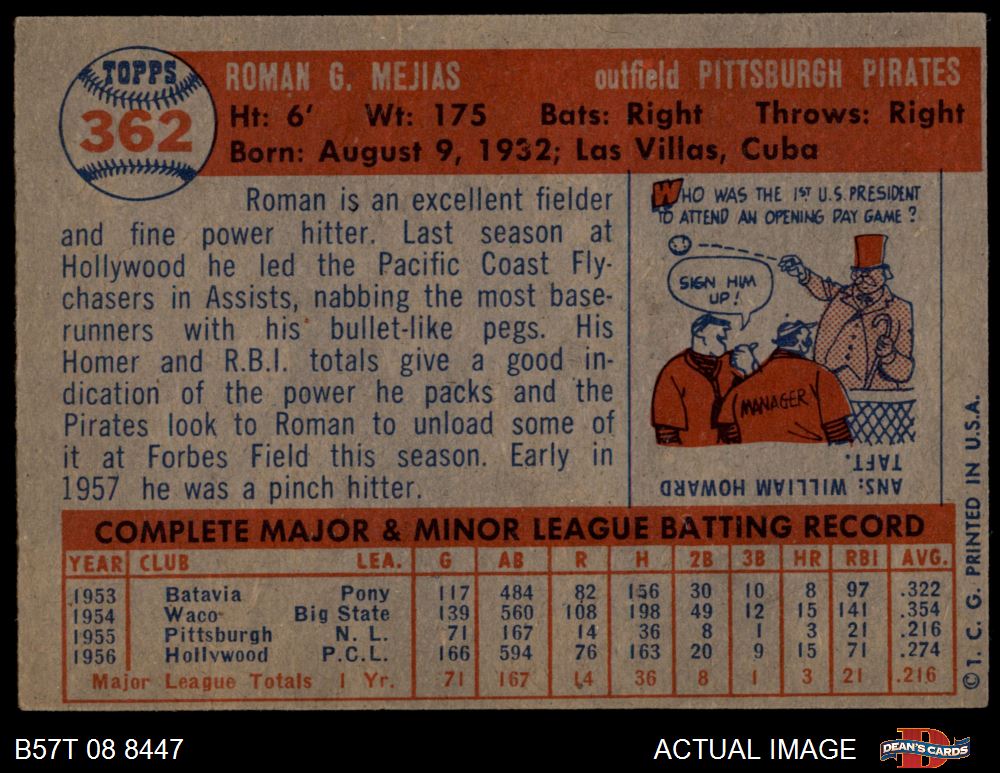 TOPPS
362
ROMAN G. MEJIAS outfield PITTSBURGH PIRATES
Ht: 6' Wt: 175 Bats: Right Throws: Right
Born: August 9, 1932; Las Villas, Cuba
Roman is an excellent fielder
and fine power hitter. Last season at
Hollywood he led the Pacific Coast Fly-
chasers in Assists, nabbing the most base-
runners with his bullet-like pegs. His
Homer and R.B.I. totals give a good in-
dication of the power he packs and the
Pirates look to Roman to unload some of
it at Forbes Field this season. Early in
1957 he was a pinch hitter.
WHO WAS THE 1ST U.S. PRESIDENT
TO ATTEND AN OPENING DAY GAME?
SIGN HIM
UP!
MANAGER
ANS: WILLIAM HOWARD
TAFT.
COMPLETE MAJOR & MINOR LEAGUE BATTING RECORD
YEAR CLUB LEA. G AB R H 2B 3B HR RBI AVG.
1953 Batavia Pony 117 484 82 156 30 10 8 97 .322
1954 Waco Big State 139 560 108 198 49 12 15 141 .354
1955 Pittsburgh N. L. 71 167 14 36 8 1 3 21 .216
1956 Hollywood P.C.L. 166 594 76 163 20 9 15 71 .274
Major League Totals 1 Yr. 71 167 14 36 8 1 3 21 .216
© T. C. G. PRINTED IN U.S.A.
B57T 08 8447
ACTUAL IMAGE
DEAN'S CARDS